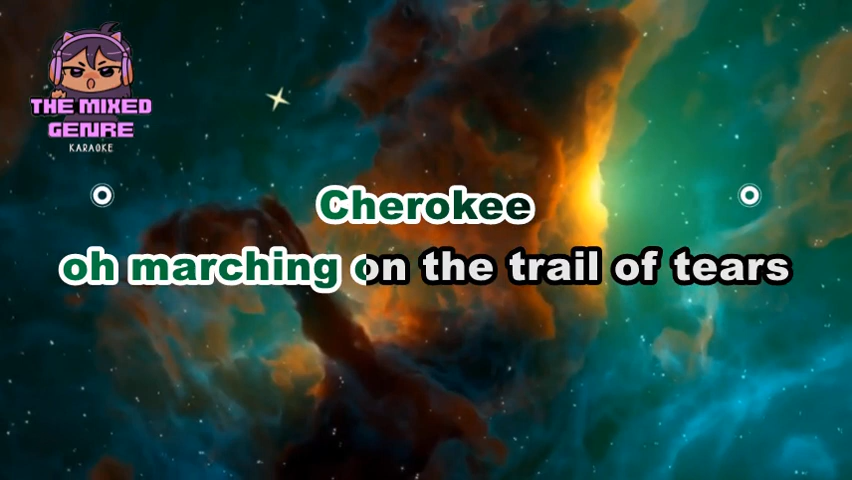 THE MIXED
GENRE
KARAOKE
Cherokee
oh marching on the trail of tears